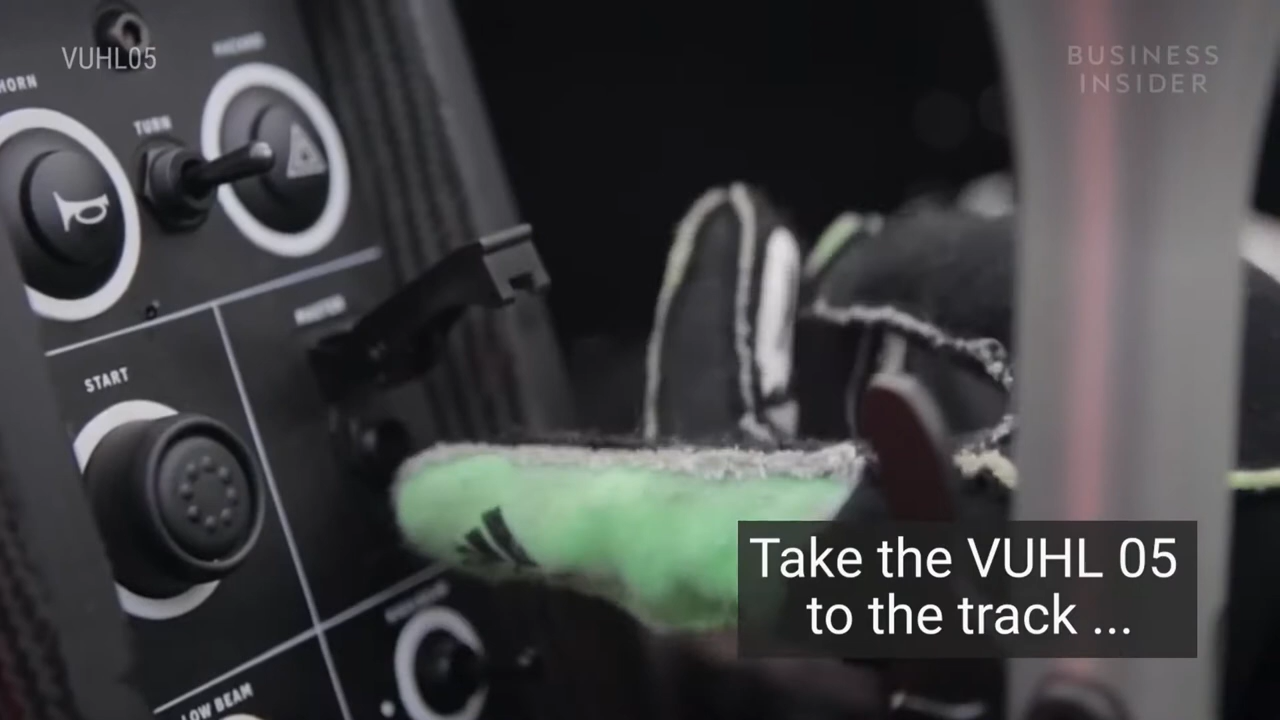 VUHL05
BUSINESS
INSIDER
HORN
TURN
HAZARD
START
MASTER
LOW BEAM
Take the VUHL 05
to the track ...